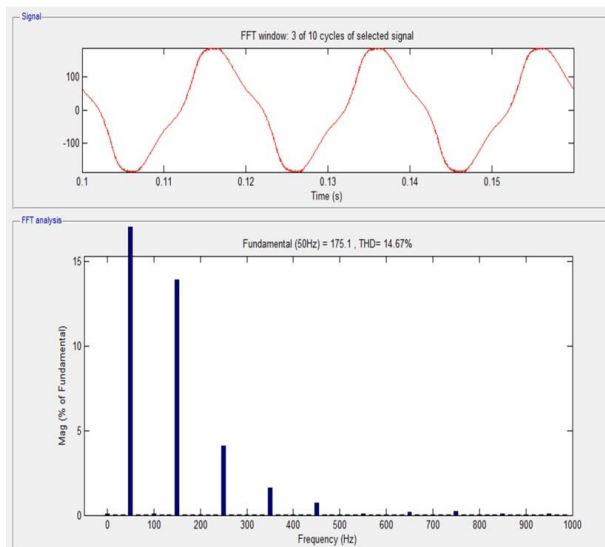 Signal
FFT window: 3 of 10 cycles of selected signal
100
0
-100
0.1 0.11 0.12 0.13 0.14 0.15
Time (s)
FFT analysis
Fundamental (50Hz) = 175.1 , THD= 14.67%
15
10
5
0
Mag (% of Fundamental)
0 100 200 300 400 500 600 700 800 900 1000
Frequency (Hz)